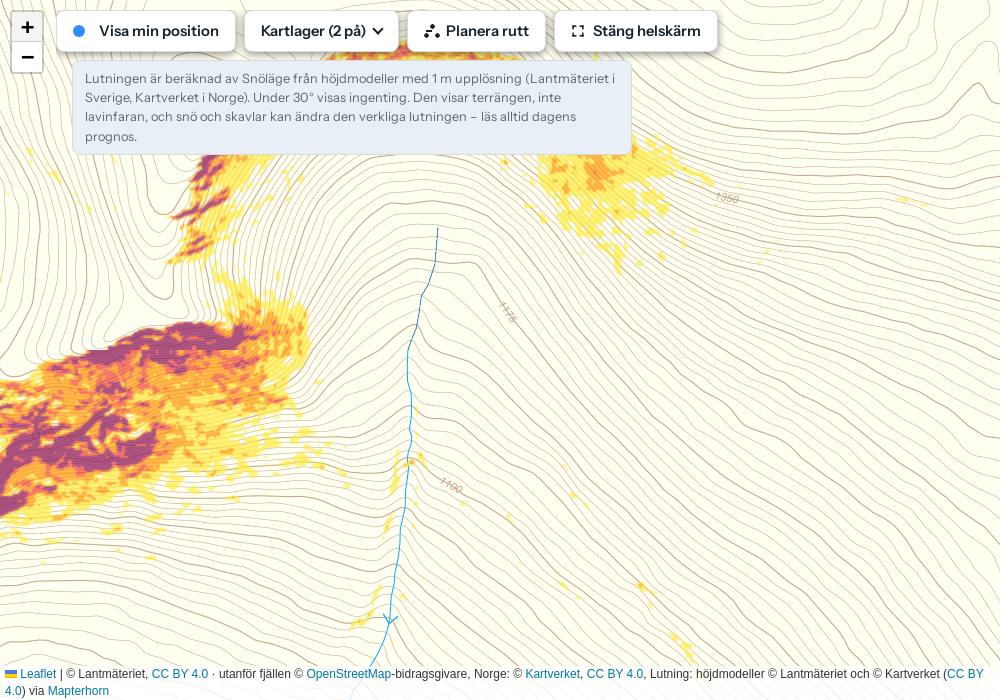 +
−
Visa min position
Kartlager (2 på)
Planera rutt
Stäng helskärm
Lutningen är beräknad av Snöläge från höjdmodeller med 1 m upplösning (Lantmäteriet i
Sverige, Kartverket i Norge). Under 30° visas ingenting. Den visar terrängen, inte
lavinfaran, och snö och skavlar kan ändra den verkliga lutningen – läs alltid dagens
prognos.
1350
1175
1100
Leaflet | © Lantmäteriet, CC BY 4.0 · utanför fjällen © OpenStreetMap-bidragsgivare, Norge: © Kartverket, CC BY 4.0, Lutning: höjdmodeller © Lantmäteriet och © Kartverket (CC BY
4.0) via Mapterhorn